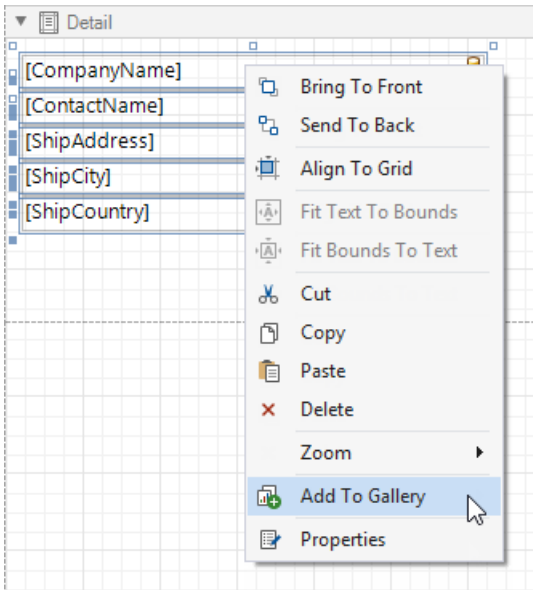 Detail
[CompanyName]
[ContactName]
[ShipAddress]
[ShipCity]
[ShipCountry]
Bring To Front
Send To Back
Align To Grid
Fit Text To Bounds
Fit Bounds To Text
Cut
Copy
Paste
Delete
Zoom
Add To Gallery
Properties